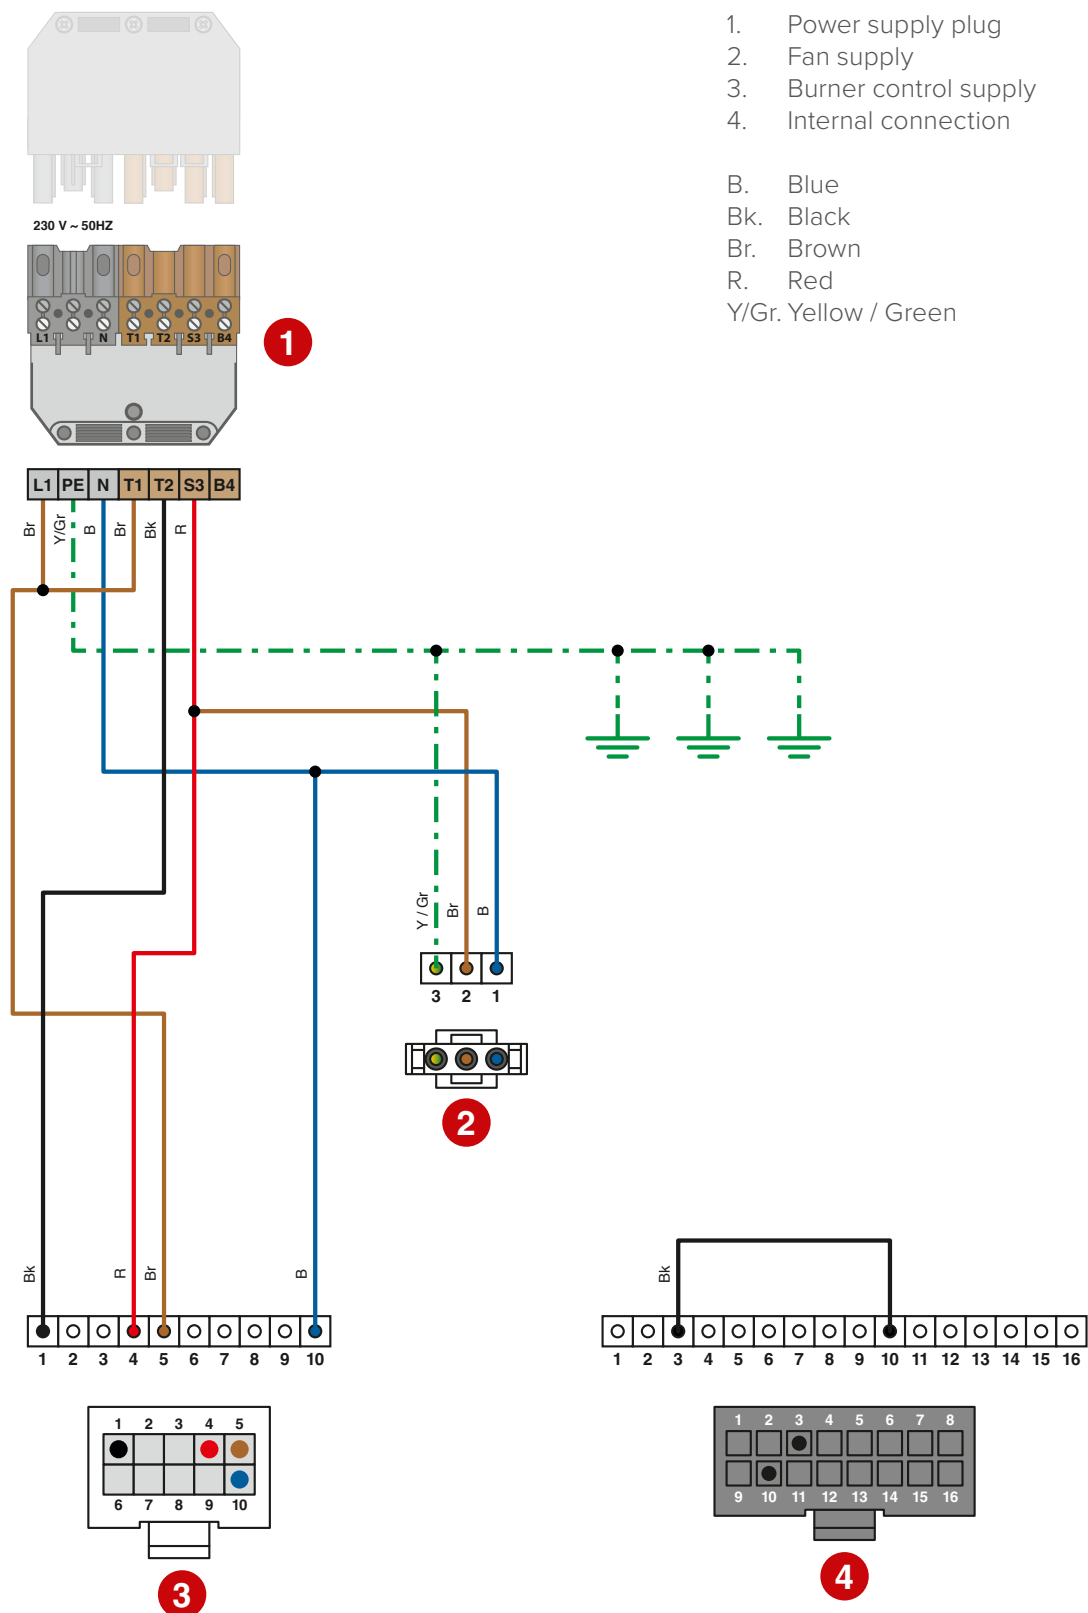 1. Power supply plug
2. Fan supply
3. Burner control supply
4. Internal connection
B. Blue
Bk. Black
Br. Brown
R. Red
Y/Gr. Yellow / Green
230 V ~ 50HZ
L1 N T1 T2 S3 B4
1
L1 PE N T1 T2 S3 B4
Br Y/Gr B Br Bk R
Y / Gr Br B
3 2 1
2
Bk R Br B
1 2 3 4 5 6 7 8 9 10
Bk
1 2 3 4 5 6 7 8 9 10 11 12 13 14 15 16
1 2 3 4 5
6 7 8 9 10
3
1 2 3 4 5 6 7 8
9 10 11 12 13 14 15 16
4